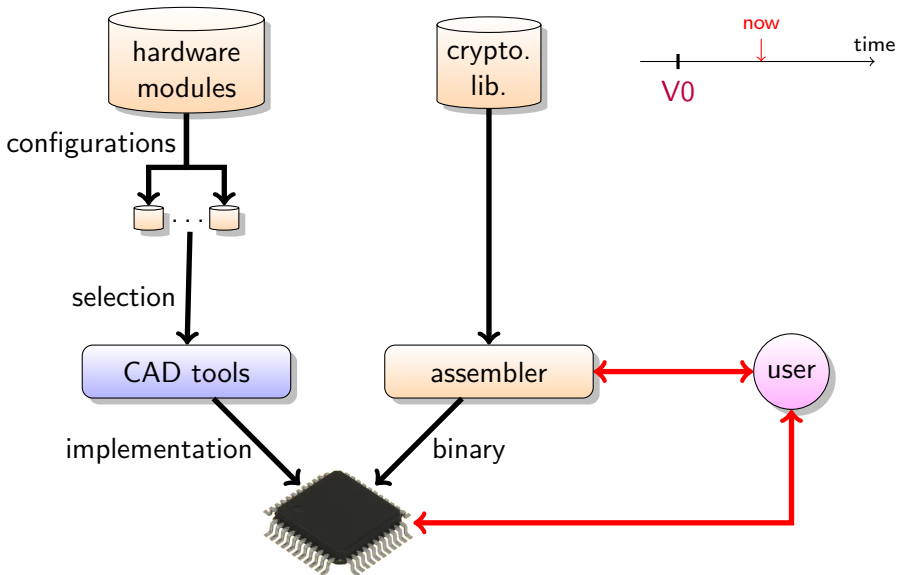 hardware
modules
crypto.
lib.
now
time
V0
configurations
. . .
selection
CAD tools
assembler
user
implementation
binary